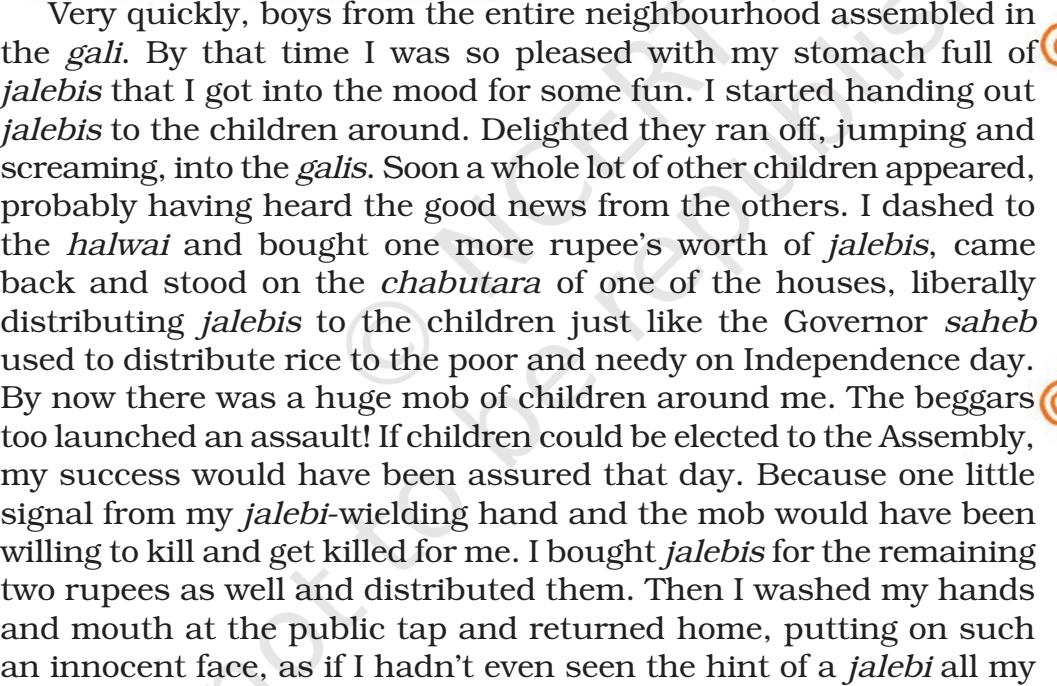 Very quickly, boys from the entire neighbourhood assembled in
the gali. By that time I was so pleased with my stomach full of
jalebis that I got into the mood for some fun. I started handing out
jalebis to the children around. Delighted they ran off, jumping and
screaming, into the galis. Soon a whole lot of other children appeared,
probably having heard the good news from the others. I dashed to
the halwai and bought one more rupee's worth of jalebis, came
back and stood on the chabutara of one of the houses, liberally
distributing jalebis to the children just like the Governor saheb
used to distribute rice to the poor and needy on Independence day.
By now there was a huge mob of children around me. The beggars
too launched an assault! If children could be elected to the Assembly,
my success would have been assured that day. Because one little
signal from my jalebi-wielding hand and the mob would have been
willing to kill and get killed for me. I bought jalebis for the remaining
two rupees as well and distributed them. Then I washed my hands
and mouth at the public tap and returned home, putting on such
an innocent face, as if I hadn't even seen the hint of a jalebi all my
© NCERT
not to be republis